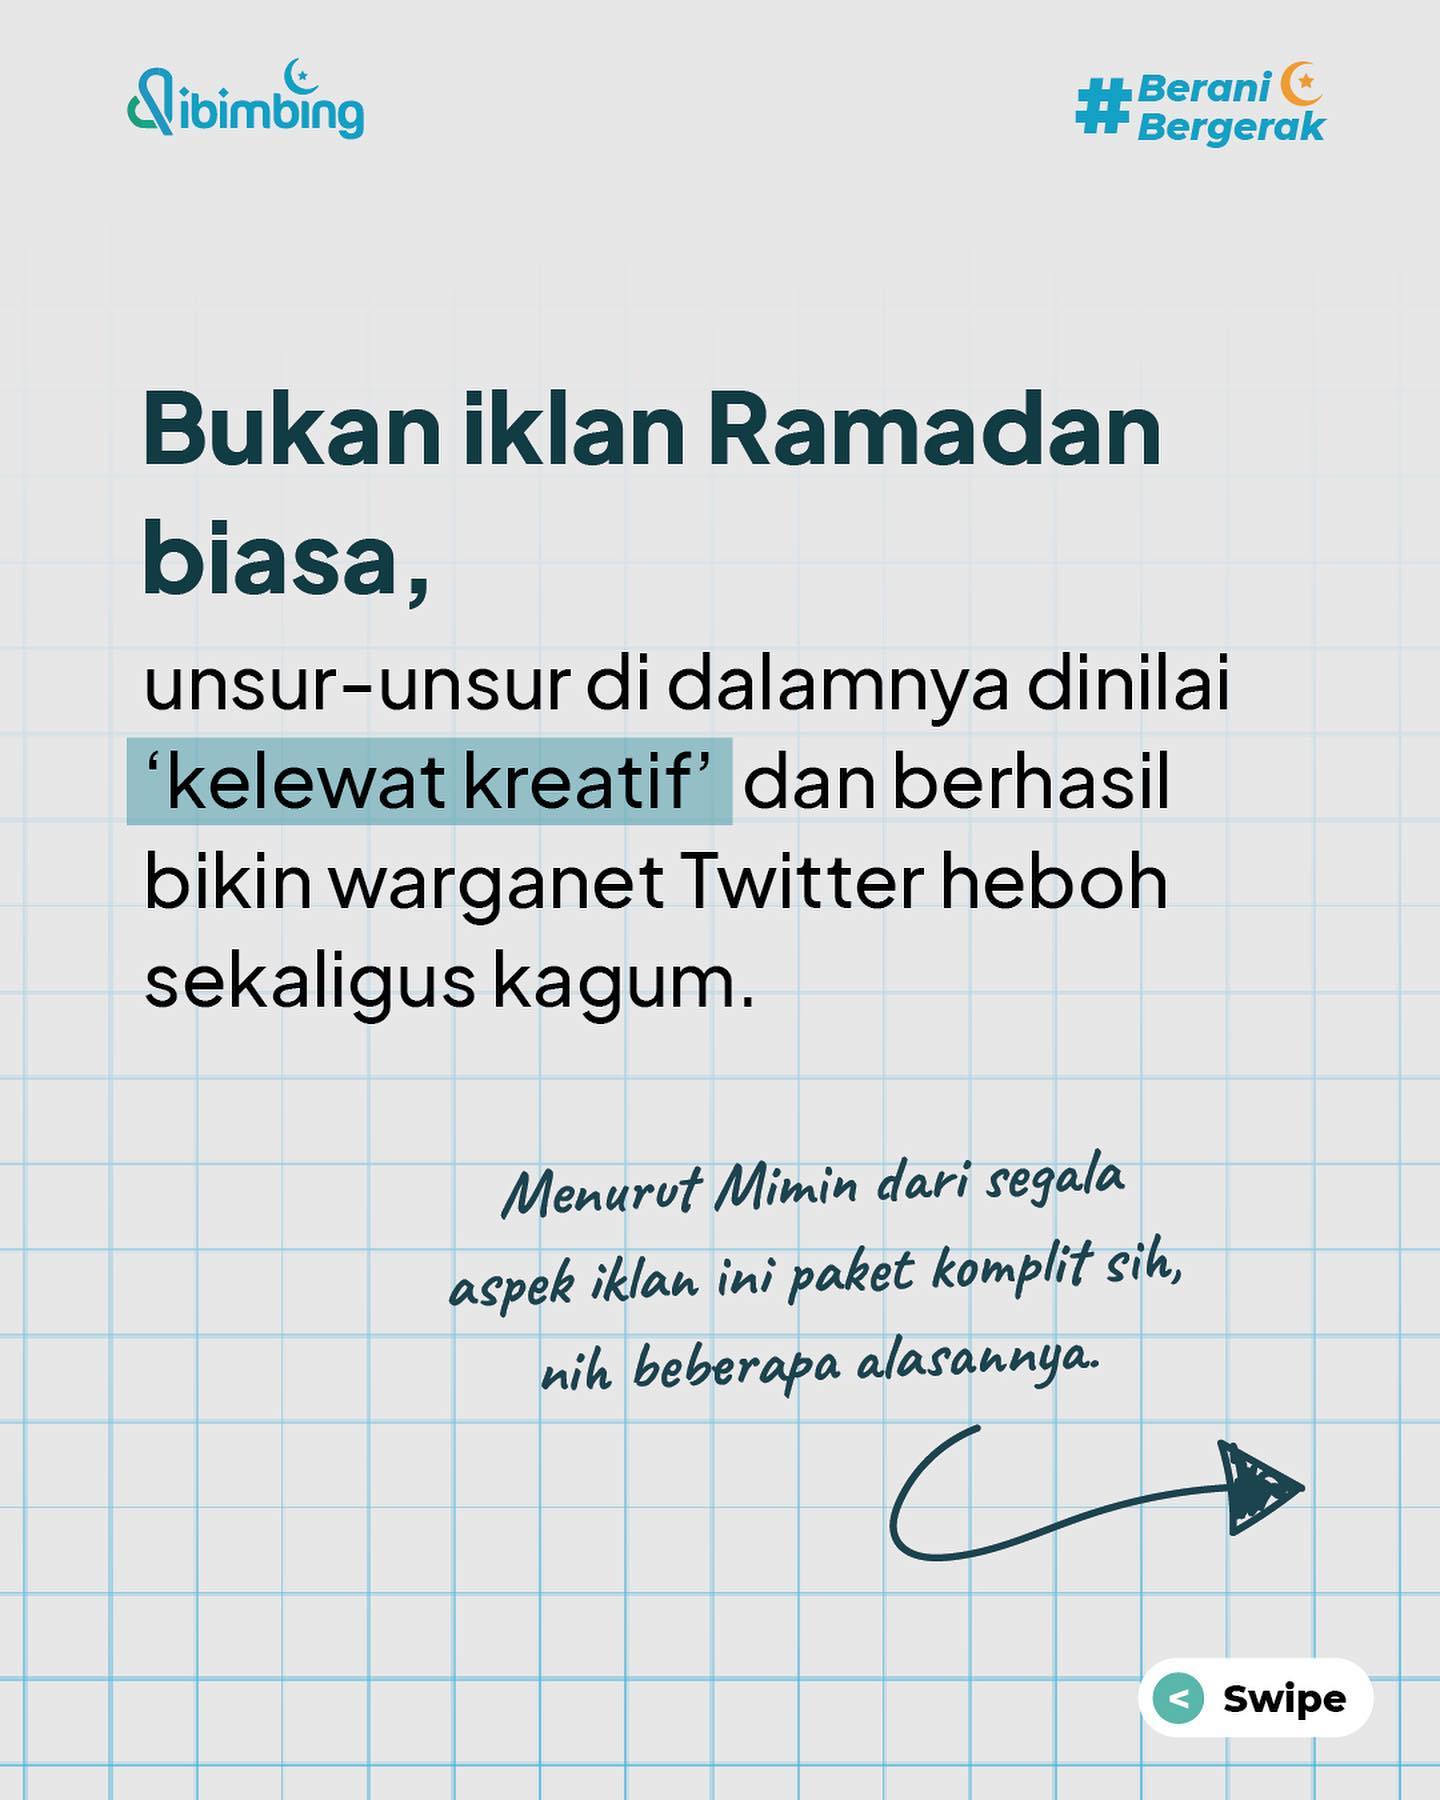 dibimbing
#Berani
Bergerak
Bukan iklan Ramadan
biasa,
unsur-unsur di dalamnya dinilai
‘kelewat kreatif’ dan berhasil
bikin warganet Twitter heboh
sekaligus kagum.
Menurut Mimin dari segala
aspek iklan ini paket komplit sih,
nih beberapa alasannya.
< Swipe